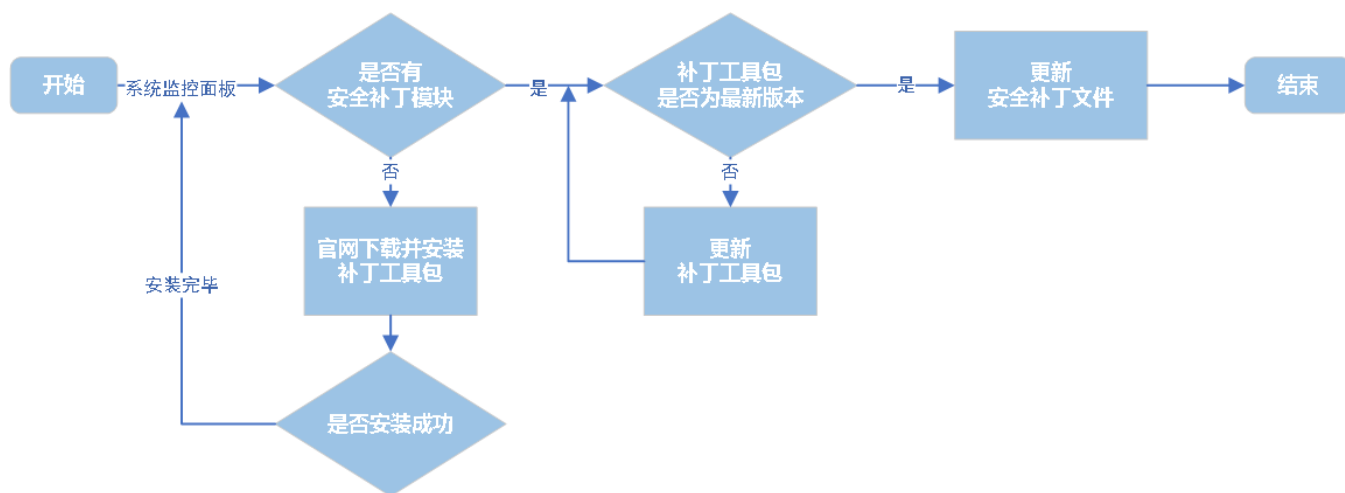 开始
系统监控面板
是否有
安全补丁模块
是
补丁工具包
是否为最新版本
是
更新
安全补丁文件
结束
否
否
官网下载并安装
补丁工具包
更新
补丁工具包
安装完毕
是否安装成功